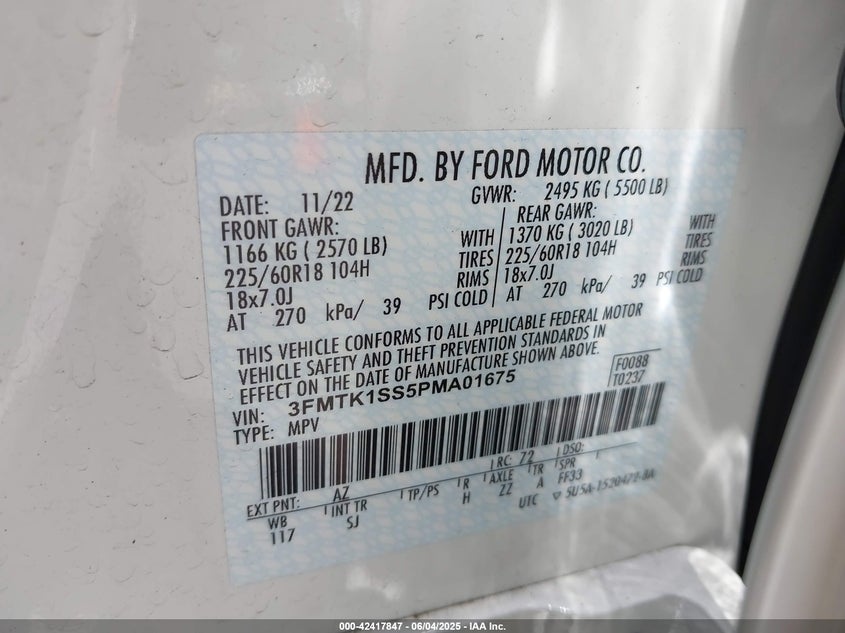 MFD. BY FORD MOTOR CO.
DATE: 11/22 GVWR: 2495 KG ( 5500 LB)
FRONT GAWR: REAR GAWR:
1166 KG ( 2570 LB) WITH 1370 KG ( 3020 LB) WITH
225/60R18 104H TIRES 225/60R18 104H TIRES
18x7.0J RIMS 18x7.0J RIMS
AT 270 kPa/ 39 PSI COLD AT 270 kPa/ 39 PSI COLD
THIS VEHICLE CONFORMS TO ALL APPLICABLE FEDERAL MOTOR
VEHICLE SAFETY AND THEFT PREVENTION STANDARDS IN
EFFECT ON THE DATE OF MANUFACTURE SHOWN ABOVE.
VIN: 3FMTK1SS5PMA01675 F0088
TYPE: MPV T0237
EXT PNT: AZ RC: 72 DSO:
WB INT TR TP/PS R AXLE TR SPR
117 SJ H ZZ A FF33
UTC ▽ 5U5A-1520472-BA
000-42417847 - 06/04/2025 - IAA Inc.